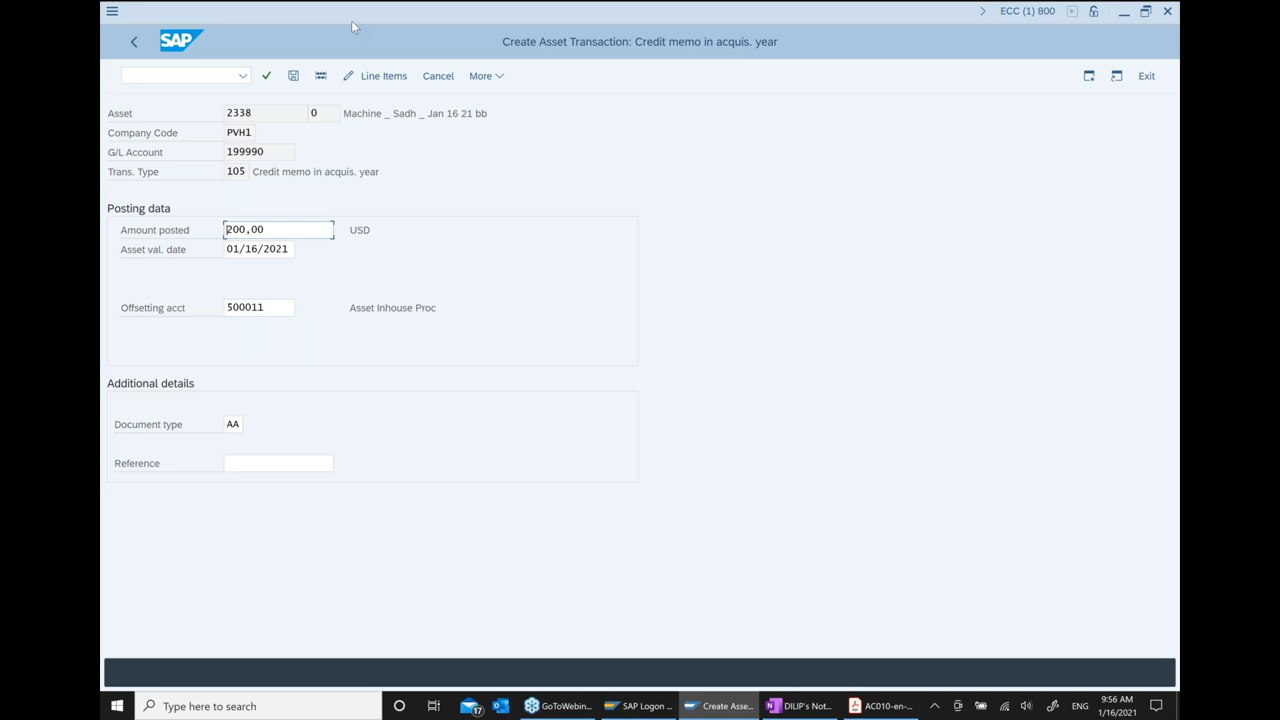 ECC (1) 800
SAP
Create Asset Transaction: Credit memo in acquis. year
Line Items Cancel More Exit
Asset 2338 0 Machine _ Sadh _ Jan 16 21 bb
Company Code PVH1
G/L Account 199990
Trans. Type 105 Credit memo in acquis. year
Posting data
Amount posted 200,00 USD
Asset val. date 01/16/2021
Offsetting acct 500011 Asset Inhouse Proc
Additional details
Document type AA
Reference
9:56 AM
Type here to search 17 GoToWebin... SAP Logon ... Create Asse... DILIP's Not... AC010-en-... ENG
1/16/2021